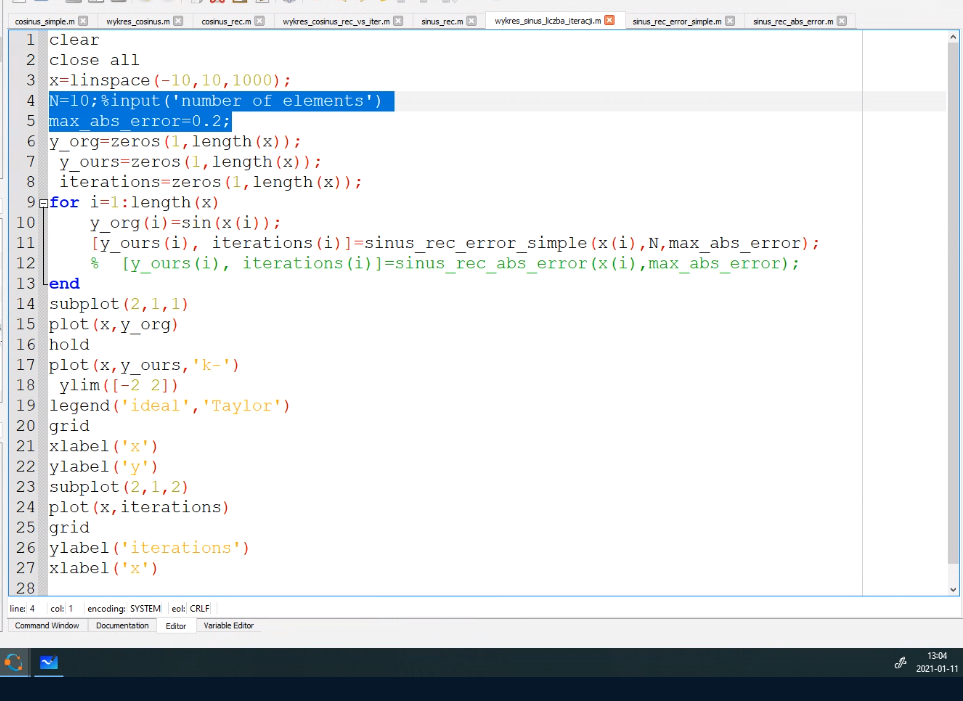 cosinus_simple.m wykres_cosinus.m cosinus_rec.m wykres_cosinus_rec_vs_iter.m sinus_rec.m wykres_sinus_liczba_iteracji.m sinus_rec_error_simple.m sinus_rec_abs_error.m
1 clear
2 close all
3 x=linspace(-10,10,1000);
4 N=10;%input('number of elements')
5 max_abs_error=0.2;
6 y_org=zeros(1,length(x));
7 y_ours=zeros(1,length(x));
8 iterations=zeros(1,length(x));
9 for i=1:length(x)
10 y_org(i)=sin(x(i));
11 [y_ours(i), iterations(i)]=sinus_rec_error_simple(x(i),N,max_abs_error);
12 % [y_ours(i), iterations(i)]=sinus_rec_abs_error(x(i),max_abs_error);
13 end
14 subplot(2,1,1)
15 plot(x,y_org)
16 hold
17 plot(x,y_ours,'k-')
18 ylim([-2 2])
19 legend('ideal','Taylor')
20 grid
21 xlabel('x')
22 ylabel('y')
23 subplot(2,1,2)
24 plot(x,iterations)
25 grid
26 ylabel('iterations')
27 xlabel('x')
28
line: 4 col: 1 encoding: SYSTEM eol: CRLF
Command Window Documentation Editor Variable Editor
13:04
2021-01-11